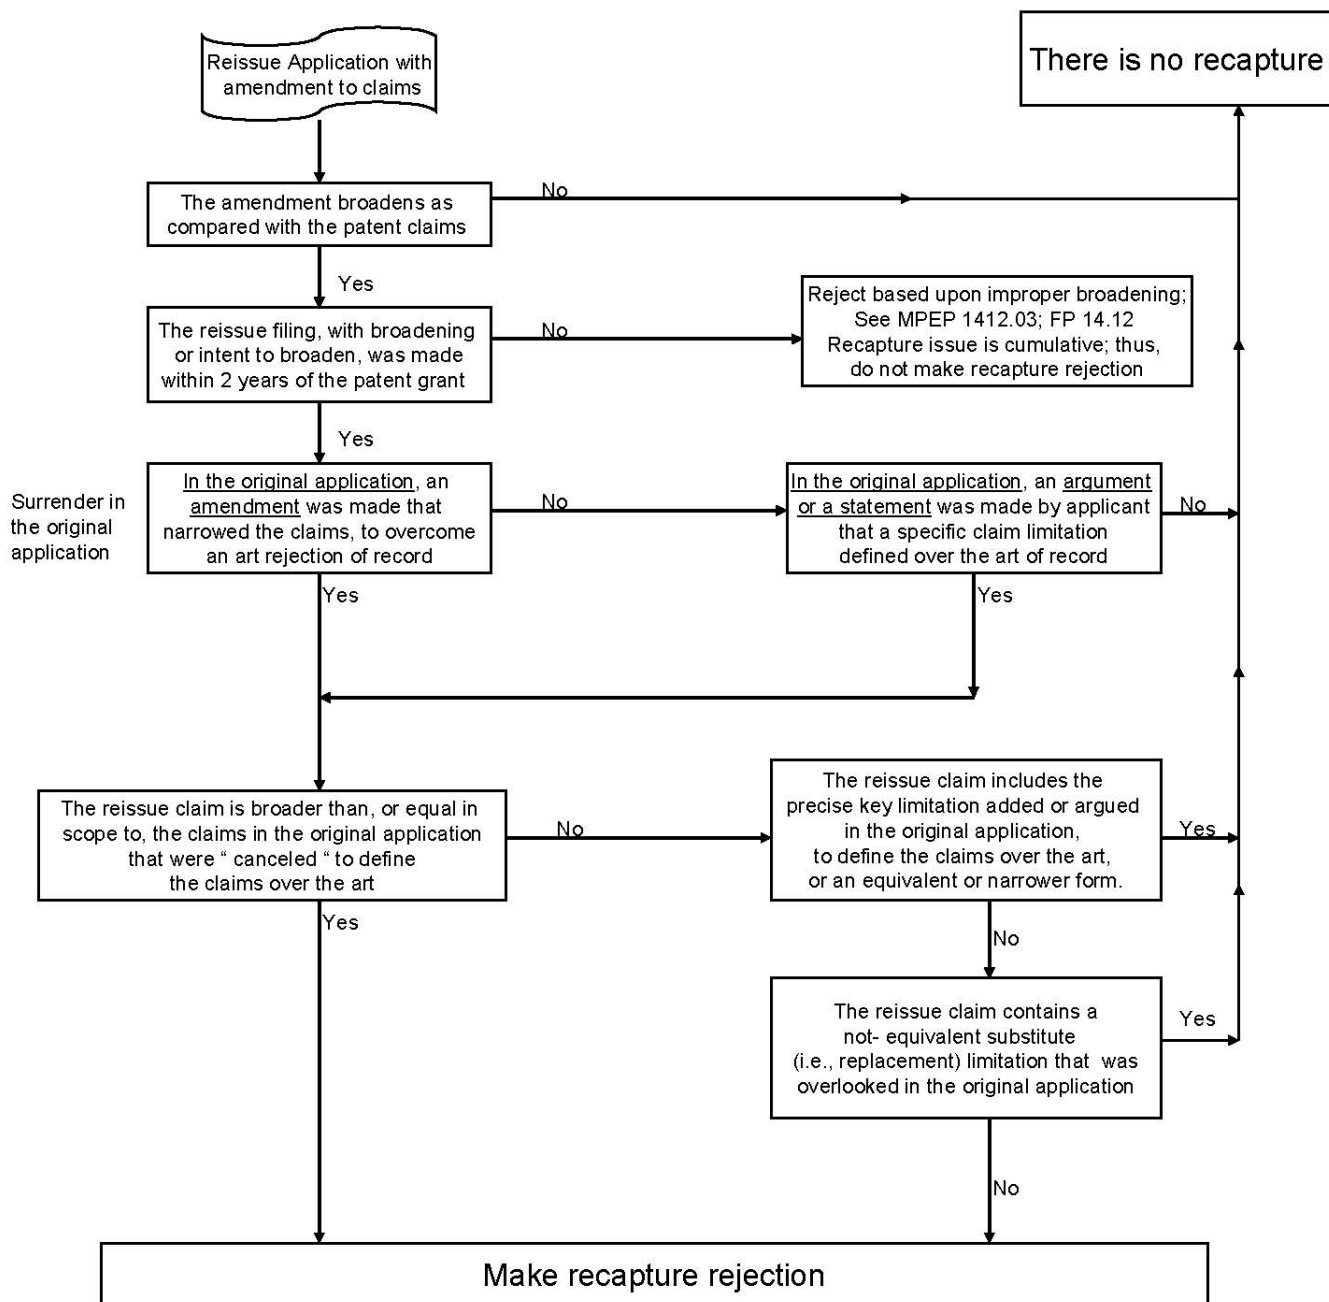 Reissue Application with
amendment to claims
There is no recapture
The amendment broadens as
compared with the patent claims
No
Yes
The reissue filing, with broadening
or intent to broaden, was made
within 2 years of the patent grant
No
Reject based upon improper broadening;
See MPEP 1412.03; FP 14.12
Recapture issue is cumulative; thus,
do not make recapture rejection
Yes
Surrender in
the original
application
In the original application, an
amendment was made that
narrowed the claims, to overcome
an art rejection of record
No
In the original application, an argument
or a statement was made by applicant
that a specific claim limitation
defined over the art of record
No
Yes
Yes
The reissue claim is broader than, or equal in
scope to, the claims in the original application
that were “ canceled “ to define
the claims over the art
No
The reissue claim includes the
precise key limitation added or argued
in the original application,
to define the claims over the art,
or an equivalent or narrower form.
Yes
Yes
No
The reissue claim contains a
not- equivalent substitute
(i.e., replacement) limitation that was
overlooked in the original application
Yes
No
Make recapture rejection